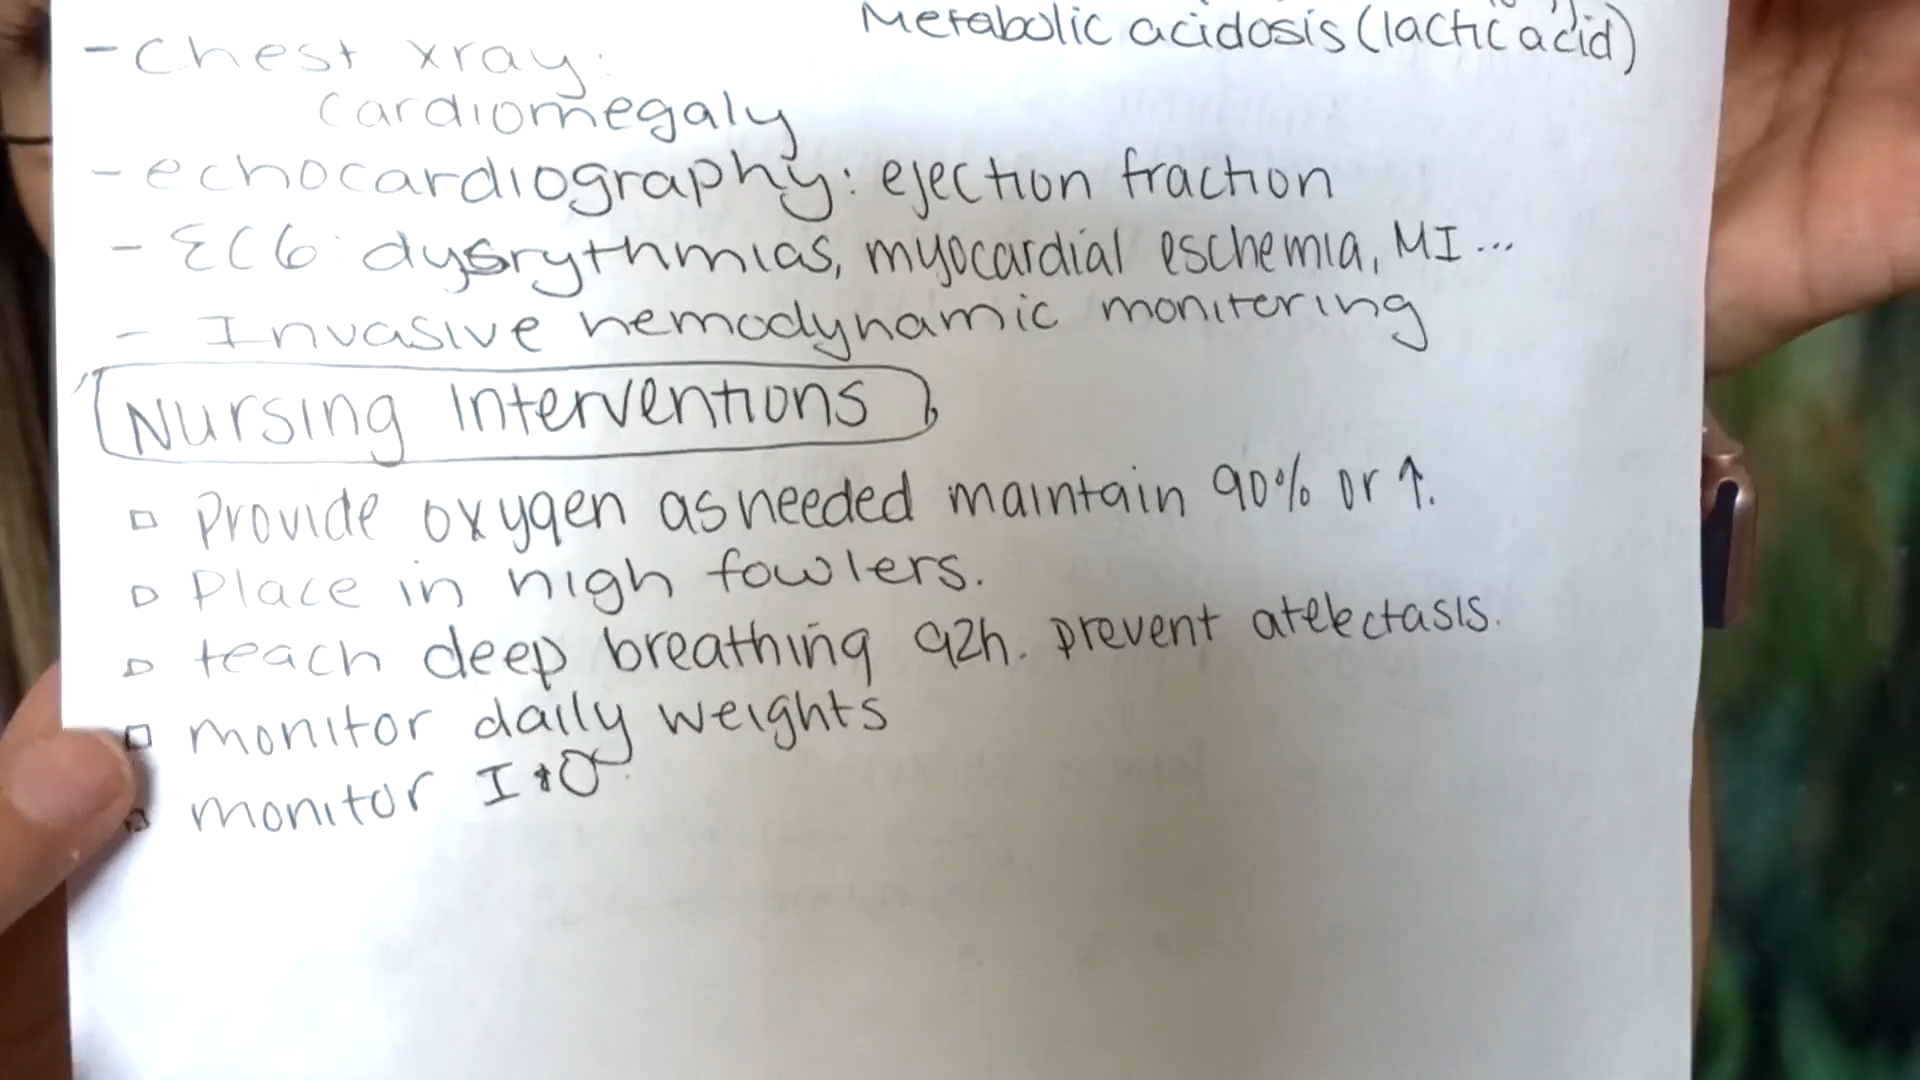 Metabolic acidosis (lactic acid)
- Chest xray:
cardiomegaly
- echocardiography: ejection fraction
- ECG: dysrythmias, myocardial eschemia, MI...
- Invasive hemodynamic monitering
Nursing Interventions
provide oxygen as needed maintain 90% or ↑.
Place in high fowlers.
teach deep breathing q2h. prevent atelectasis.
monitor daily weights
monitor I+O